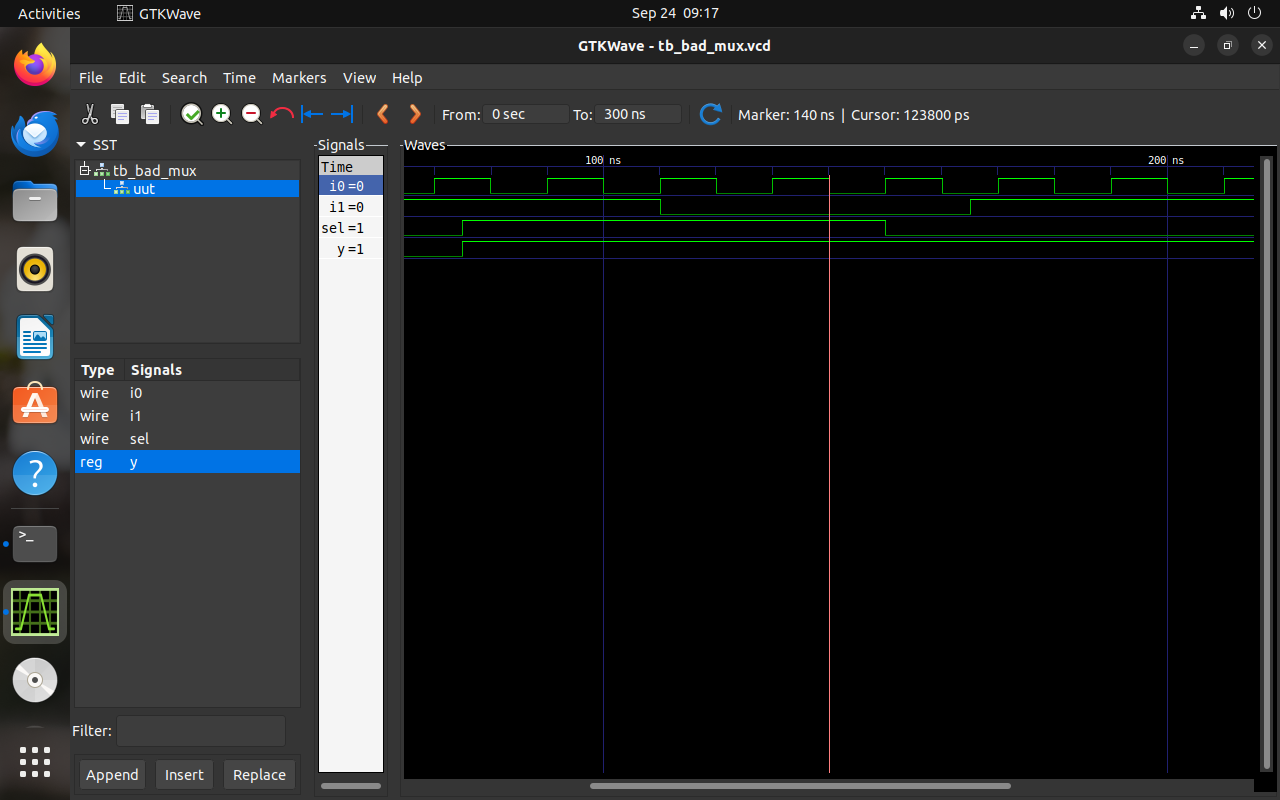 Activities GTKWave Sep 24 09:17
GTKWave - tb_bad_mux.vcd
File Edit Search Time Markers View Help
From: 0 sec To: 300 ns Marker: 140 ns | Cursor: 123800 ps
SST
tb_bad_mux
uut
Type Signals
wire i0
wire i1
wire sel
reg y
Filter:
Append Insert Replace
Signals
Time
i0=0
i1=0
sel=1
y=1
Waves
100 ns 200 ns